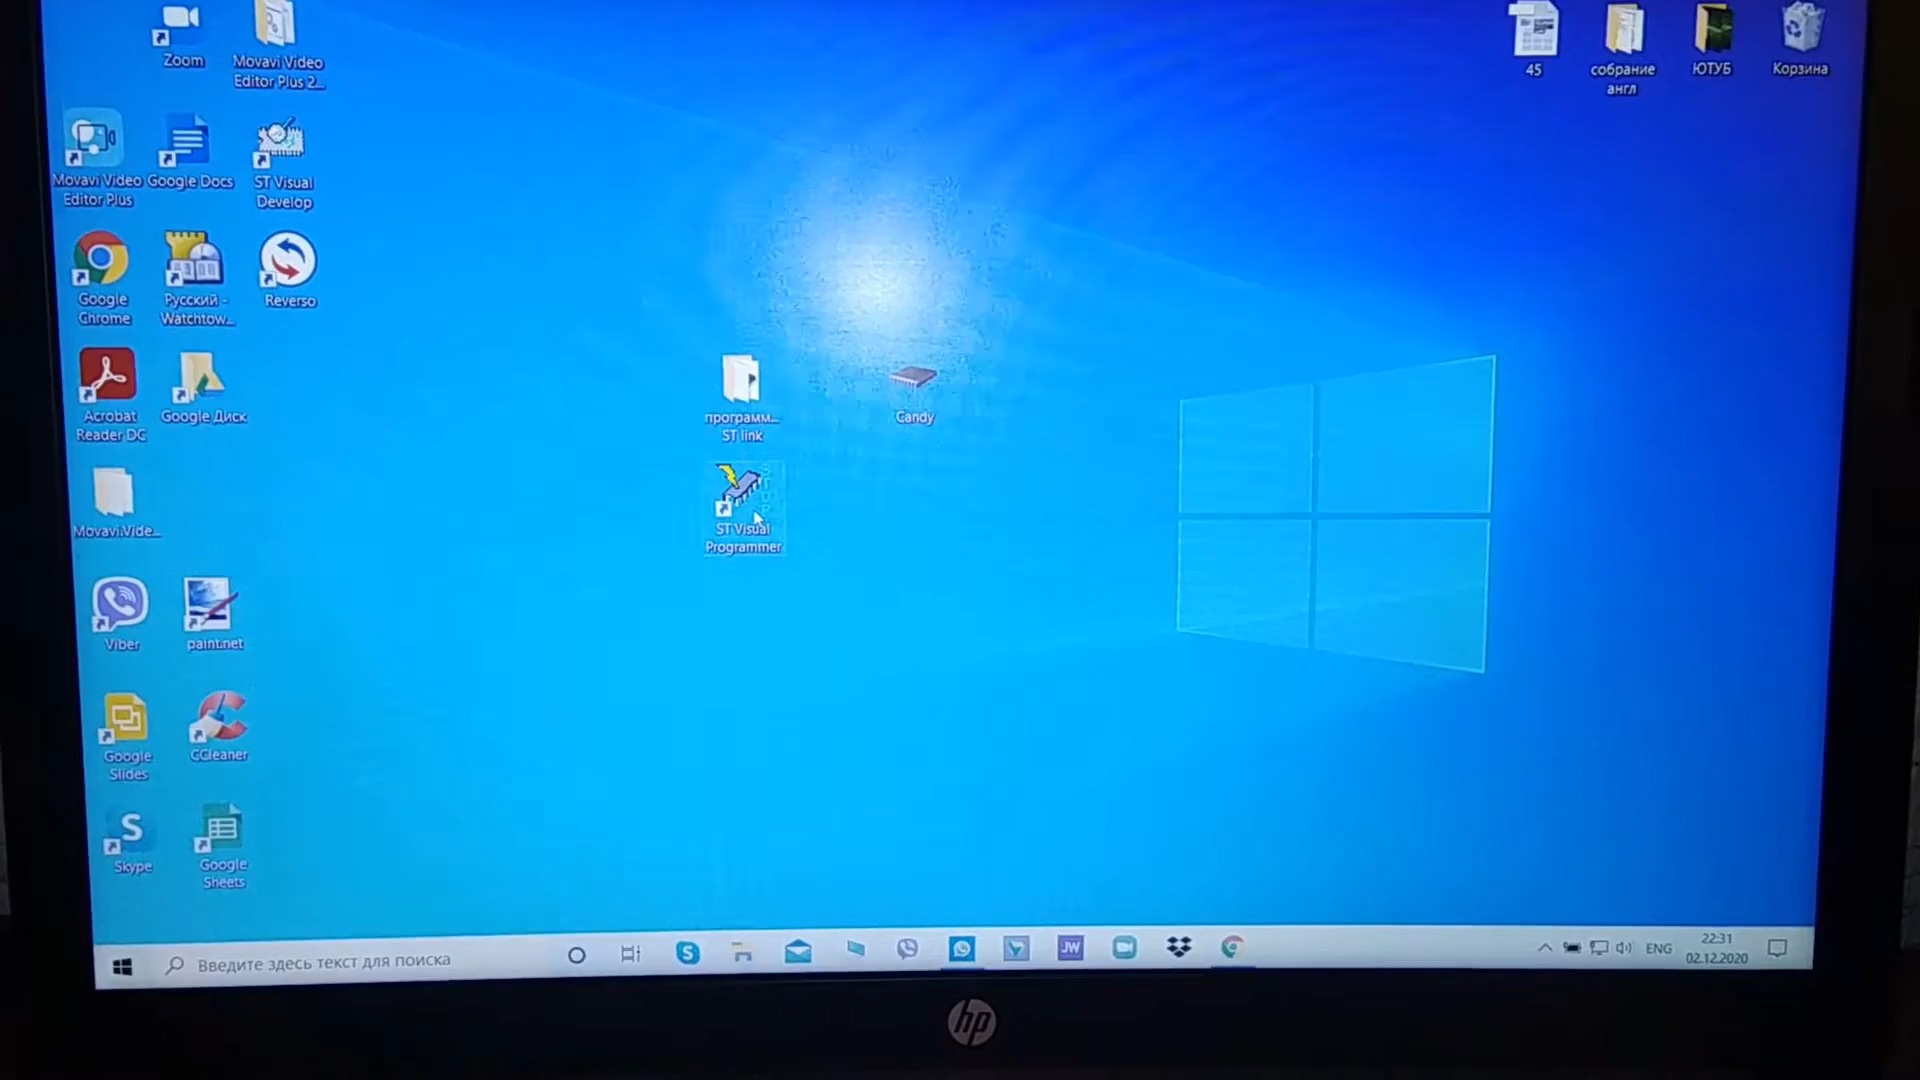 Zoom
Movavi Video
Editor Plus 2...
45
собрание
англ
ЮТУБ
Корзина
Movavi Video
Editor Plus
Google Docs
ST Visual
Develop
Google
Chrome
Русский -
Watchtow...
Reverso
Acrobat
Reader DC
Google Диск
программ...
ST link
Candy
Movavi.Vide...
ST Visual
Programmer
Viber
paint.net
Google
Slides
CCleaner
S
Skype
Google
Sheets
Введите здесь текст для поиска
S
JW
ENG
22:31
02.12.2020
hp